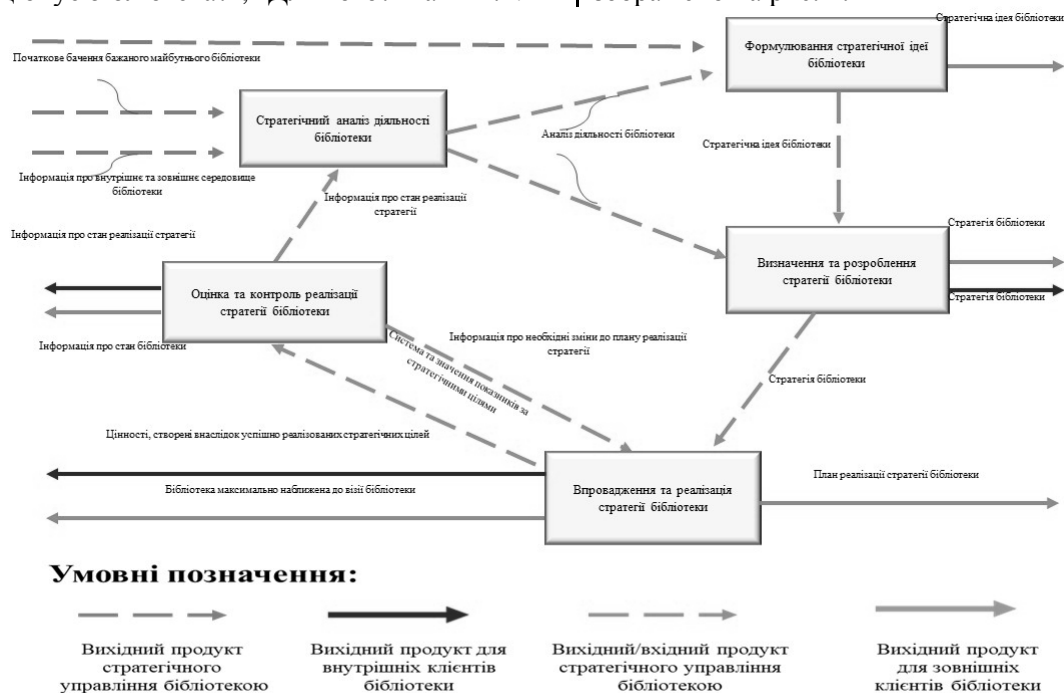 Стратегічна ідея бібліотеки
Формулювання стратегічної ідеї
бібліотеки
Початкове бачення бажаного майбутнього бібліотеки
Стратегічний аналіз діяльності
бібліотеки
Аналіз діяльності бібліотеки
Стратегічна ідея бібліотеки
Інформація про внутрішнє та зовнішнє середовище
бібліотеки
Інформація про стан реалізації
стратегії
Інформація про стан реалізації стратегії
Стратегія бібліотеки
Визначення та розроблення
стратегії бібліотеки
Стратегія бібліотеки
Оцінка та контроль реалізації
стратегії бібліотеки
Інформація про стан бібліотеки
Система та значення показників за
стратегічними цілями
Інформація про необхідні зміни до плану реалізації
стратегії
Стратегія бібліотеки
Цінності, створені внаслідок успішно реалізованих стратегічних цілей
Бібліотека максимально наближена до візії бібліотеки
Впровадження та реалізація
стратегії бібліотеки
План реалізації стратегії бібліотеки
Умовні позначення:
Вихідний продукт
стратегічного
управління бібліотекою
Вихідний продукт для
внутрішніх клієнтів
бібліотеки
Вихідний/вхідний продукт
стратегічного управління
бібліотекою
Вихідний продукт
для зовнішніх
клієнтів бібліотеки